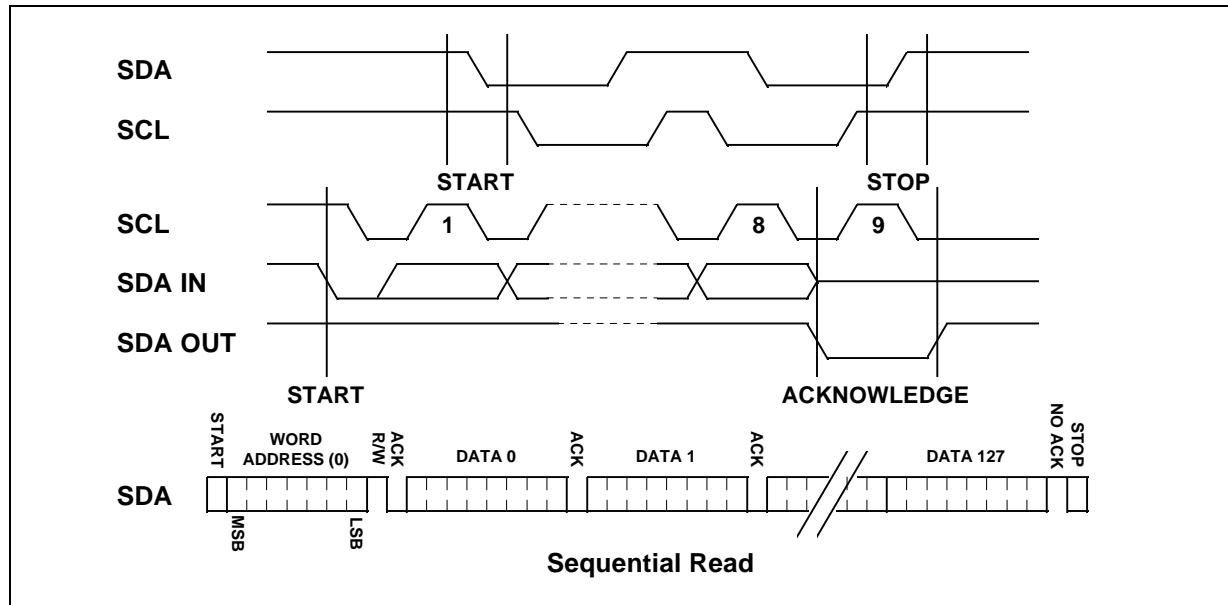 SDA
SCL
START STOP
SCL 1 8 9
SDA IN
SDA OUT
START ACKNOWLEDGE
START WORD ADDRESS (0) R/W ACK DATA 0 ACK DATA 1 ACK DATA 127 NO ACK STOP
SDA
MSB LSB
Sequential Read